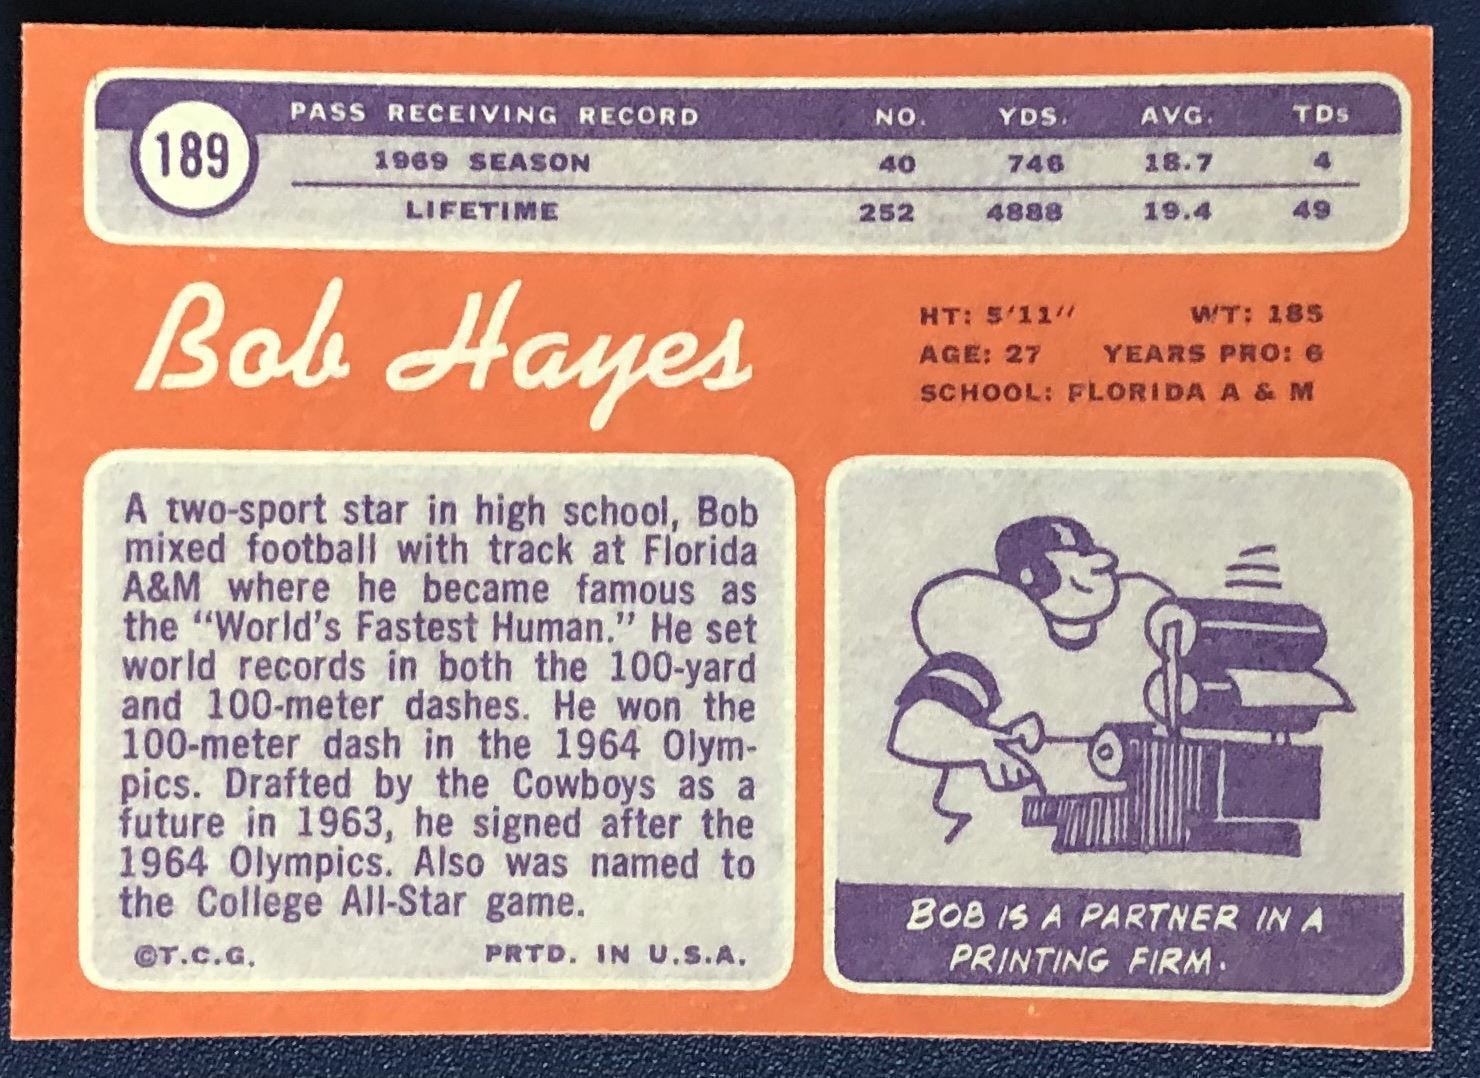 189
PASS RECEIVING RECORD NO. YDS. AVG. TDs
1969 SEASON 40 746 18.7 4
LIFETIME 252 4888 19.4 49
Bob Hayes
HT: 5'11" WT: 185
AGE: 27 YEARS PRO: 6
SCHOOL: FLORIDA A & M
A two-sport star in high school, Bob
mixed football with track at Florida
A&M where he became famous as
the "World's Fastest Human." He set
world records in both the 100-yard
and 100-meter dashes. He won the
100-meter dash in the 1964 Olym-
pics. Drafted by the Cowboys as a
future in 1963, he signed after the
1964 Olympics. Also was named to
the College All-Star game.
©T.C.G. PRTD. IN U.S.A.
BOB IS A PARTNER IN A
PRINTING FIRM.